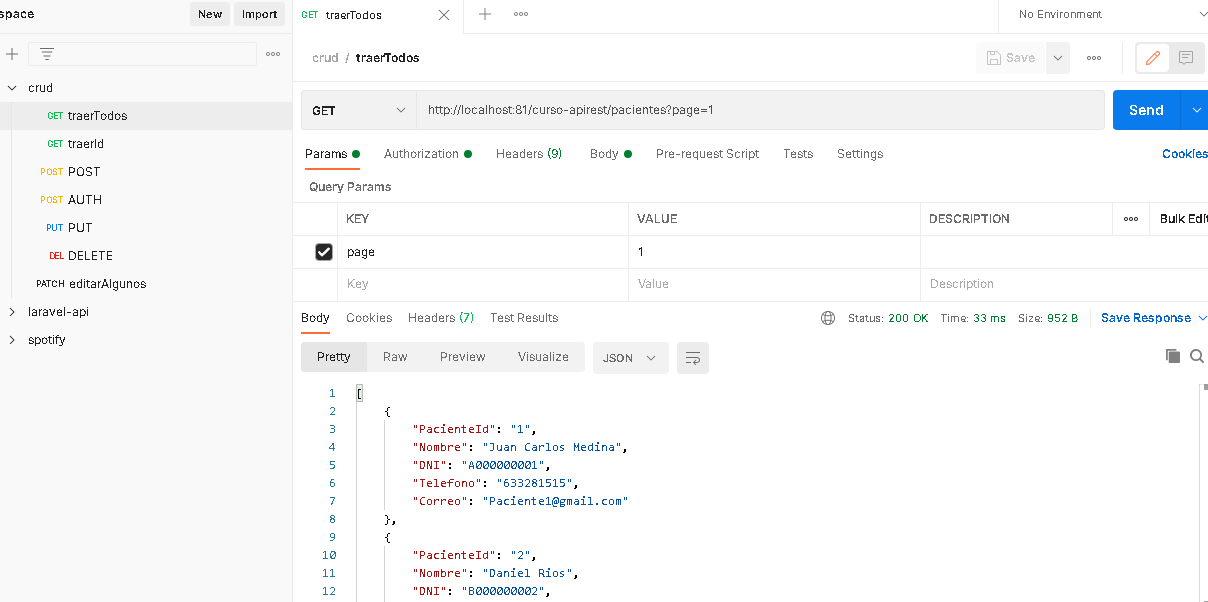 space New Import
GET traerTodos No Environment
crud / traerTodos Save
crud
GET traerTodos
GET traerId
POST POST
POST AUTH
PUT PUT
DEL DELETE
PATCH editarAlgunos
laravel-api
spotify
GET http://localhost:81/curso-apirest/pacientes?page=1 Send
Params Authorization Headers (9) Body Pre-request Script Tests Settings Cookies
Query Params
KEY VALUE DESCRIPTION Bulk Edit
page 1
Key Value Description
Body Cookies Headers (7) Test Results Status: 200 OK Time: 33 ms Size: 952 B Save Response
Pretty Raw Preview Visualize JSON
1 [
2 {
3 "PacienteId": "1",
4 "Nombre": "Juan Carlos Medina",
5 "DNI": "A000000001",
6 "Telefono": "633281515",
7 "Correo": "Paciente1@gmail.com"
8 },
9 {
10 "PacienteId": "2",
11 "Nombre": "Daniel Rios",
12 "DNI": "B000000002",